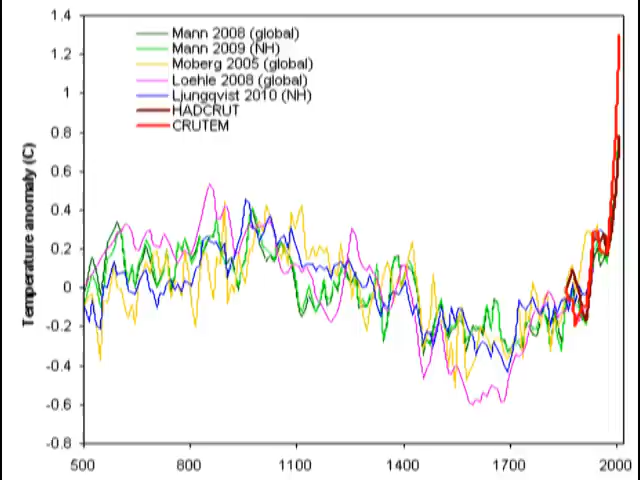 1.4
Mann 2008 (global)
Mann 2009 (NH)
Moberg 2005 (global)
Loehle 2008 (global)
Ljungqvist 2010 (NH)
HADCRUT
CRUTEM
1.2
1
0.8
0.6
0.4
0.2
0
-0.2
-0.4
-0.6
-0.8
Temperature anomaly (C)
500 800 1100 1400 1700 2000